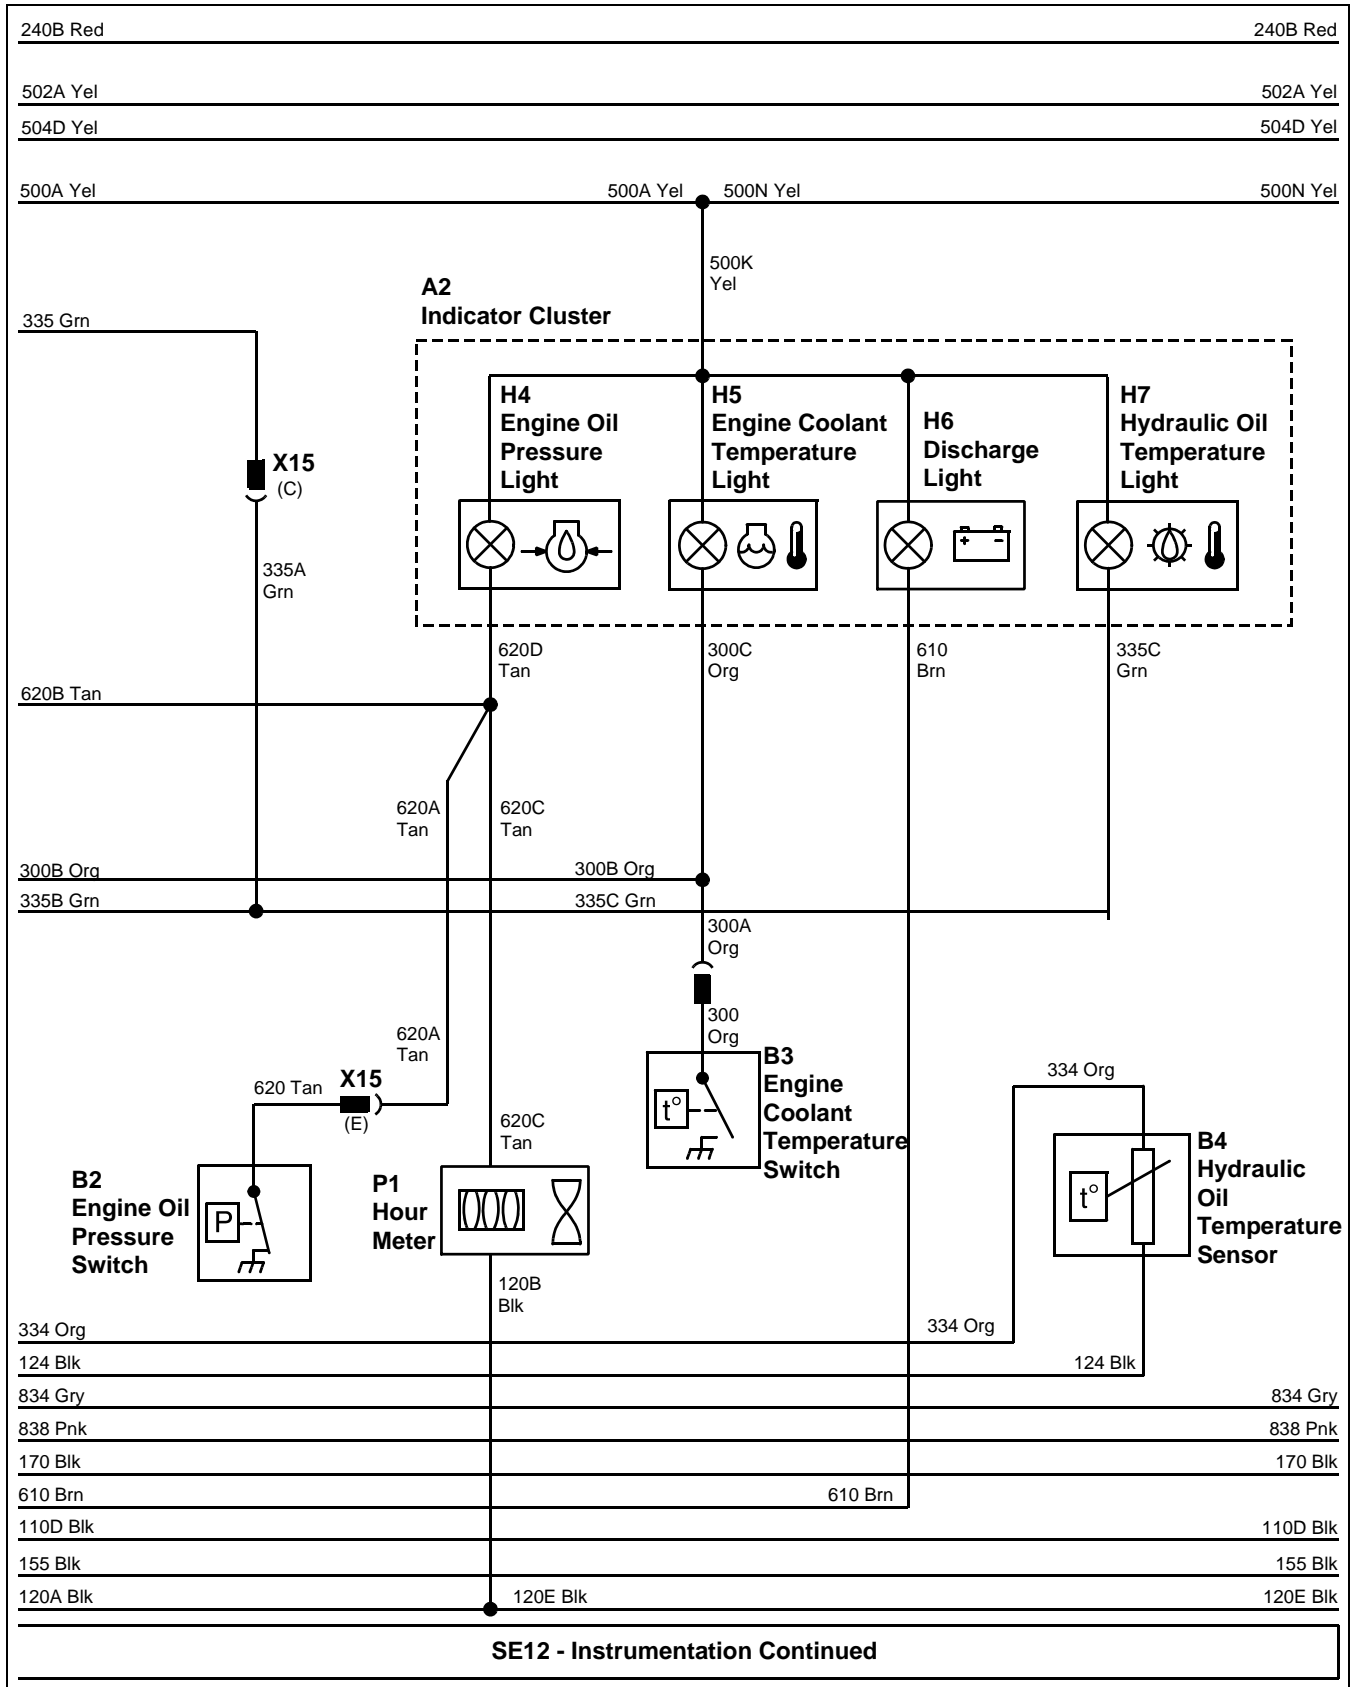 240B Red 240B Red
502A Yel 502A Yel
504D Yel 504D Yel
500A Yel 500A Yel 500N Yel 500N Yel
500K
Yel
A2
Indicator Cluster
335 Grn
H4
Engine Oil
Pressure
Light
H5
Engine Coolant
Temperature
Light
H6
Discharge
Light
H7
Hydraulic Oil
Temperature
Light
X15
(C)
+ -
335A
Grn
620D
Tan
300C
Org
610
Brn
335C
Grn
620B Tan
620A
Tan
620C
Tan
300B Org 300B Org
335B Grn 335C Grn
300A
Org
300
Org
620A
Tan
620 Tan
X15
(E)
B3
Engine
Coolant
Temperature
Switch
t°
334 Org
620C
Tan
B4
Hydraulic
Oil
Temperature
Sensor
t°
B2
Engine Oil
Pressure
Switch
P
P1
Hour
Meter
120B
Blk
334 Org 334 Org
124 Blk 124 Blk
834 Gry 834 Gry
838 Pnk 838 Pnk
170 Blk 170 Blk
610 Brn 610 Brn
110D Blk 110D Blk
155 Blk 155 Blk
120A Blk 120E Blk 120E Blk
SE12 - Instrumentation Continued